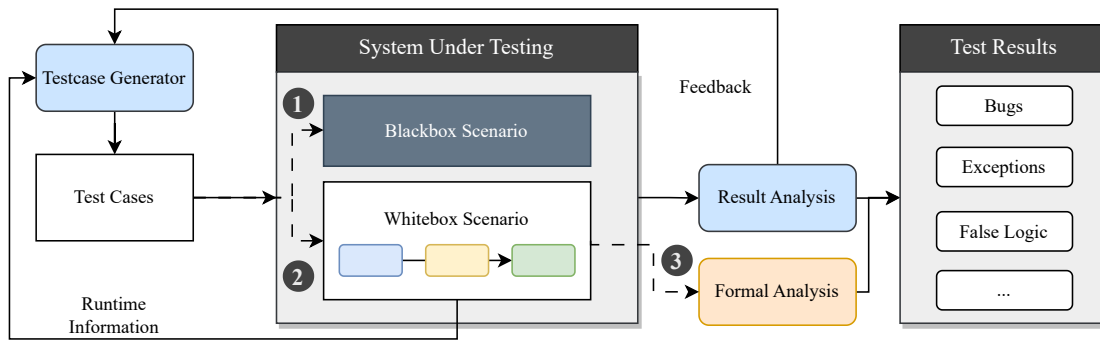 System Under Testing
Test Results
Testcase Generator
Feedback
Bugs
1
Blackbox Scenario
Exceptions
Test Cases
Result Analysis
Whitebox Scenario
False Logic
2
3
Formal Analysis
...
Runtime
Information